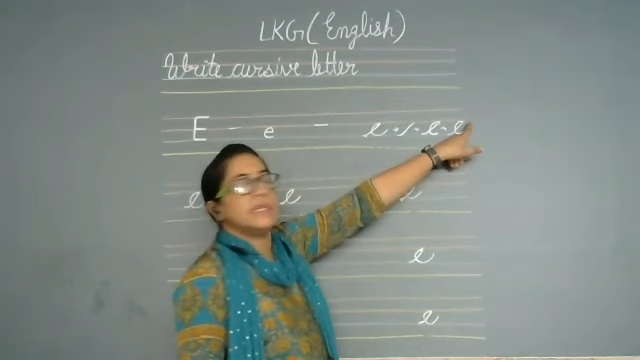 LKG (English)
Write cursive letter
E - e - e + / = e = e
e e e
e
e